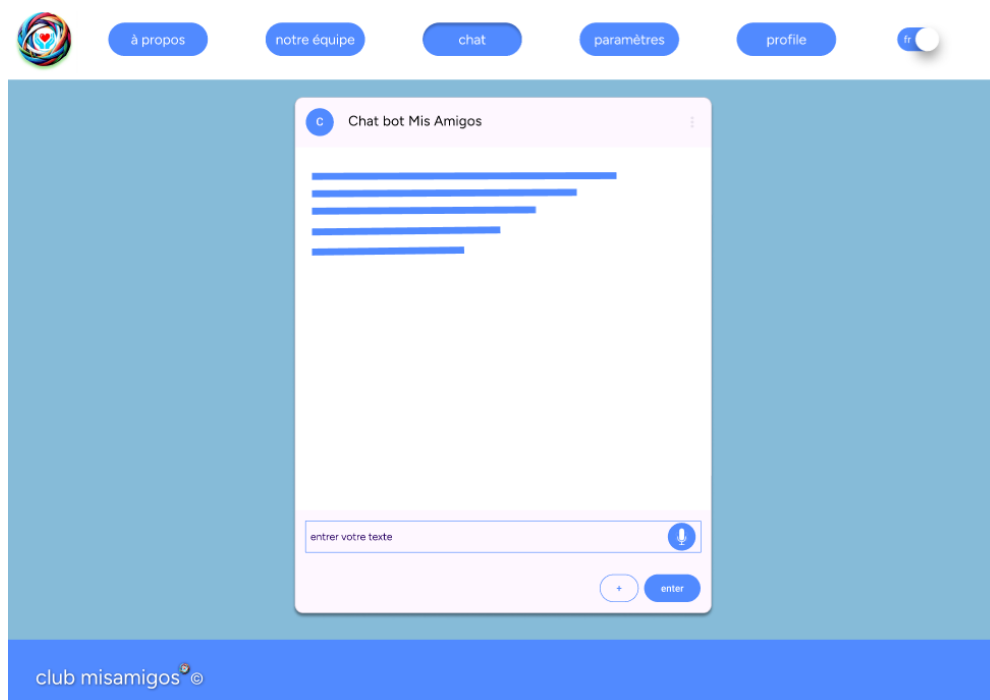 à propos
notre équipe
chat
paramètres
profile
fr
C
Chat bot Mis Amigos
entrer votre texte
+
enter
club misamigos ©